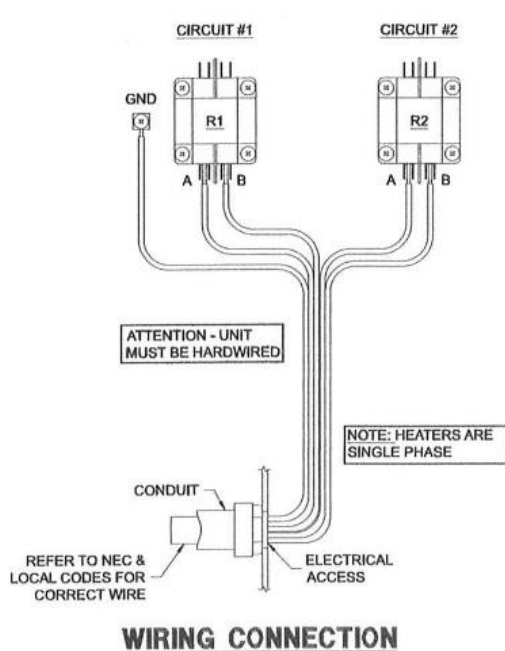 CIRCUIT #1
CIRCUIT #2
GND
R1
R2
A
B
A
B
ATTENTION - UNIT
MUST BE HARDWIRED
NOTE: HEATERS ARE
SINGLE PHASE
CONDUIT
REFER TO NEC &
LOCAL CODES FOR
CORRECT WIRE
ELECTRICAL
ACCESS
WIRING CONNECTION